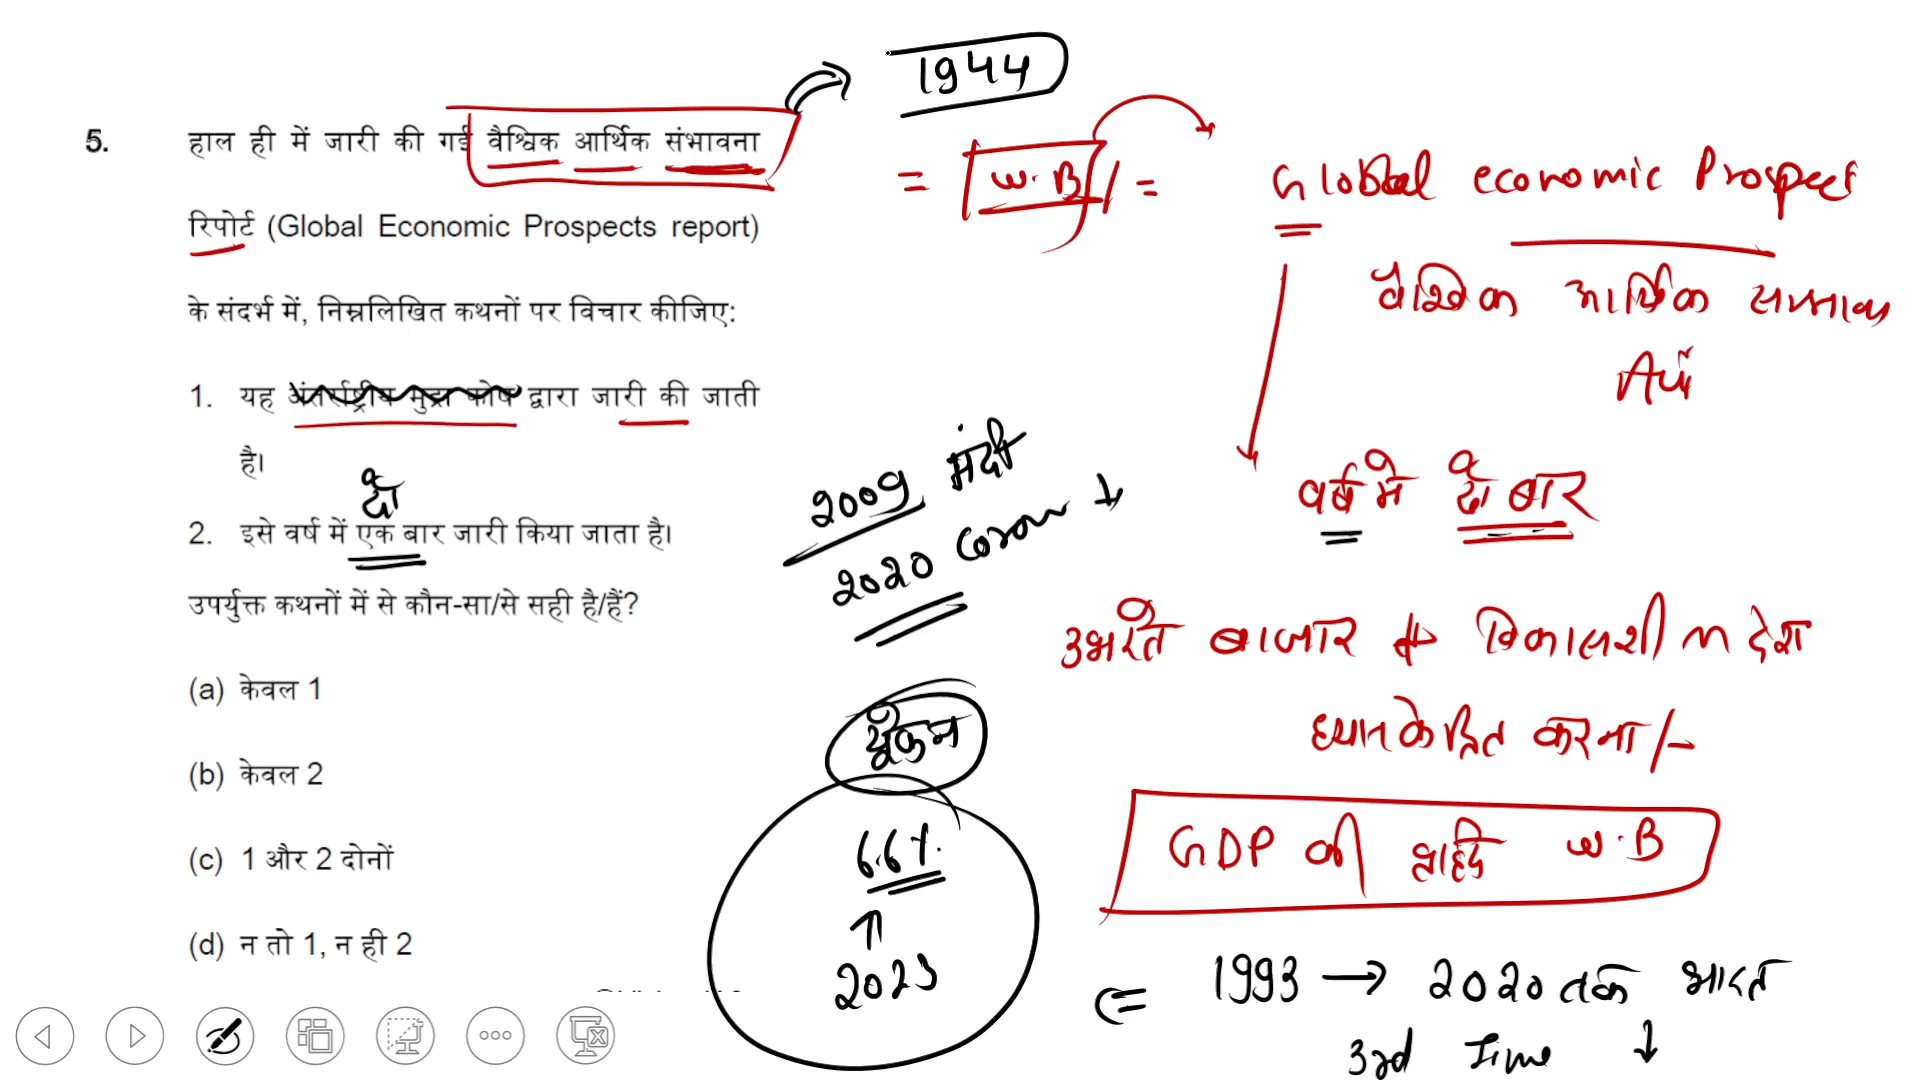 5. हाल ही में जारी की गई वैश्विक आर्थिक संभावना
रिपोर्ट (Global Economic Prospects report)
के संदर्भ में, निम्नलिखित कथनों पर विचार कीजिए:
1. यह अंतर्राष्ट्रीय मुद्रा कोष द्वारा जारी की जाती
है।
दो
2. इसे वर्ष में एक बार जारी किया जाता है।
उपर्युक्त कथनों में से कौन-सा/से सही है/हैं?
(a) केवल 1
(b) केवल 2
(c) 1 और 2 दोनों
(d) न तो 1, न ही 2
1944
= W.B =
Global economic Prospect
वैश्विक आर्थिक
वर्ष में दो बार
2009 मंदी
2020
उभरते बाजार विकासशील देश
ध्यान केन्द्रित करना
GDP की W.B
6.6%
2023
1993 → 2020 तक भारत
3rd Time ↓